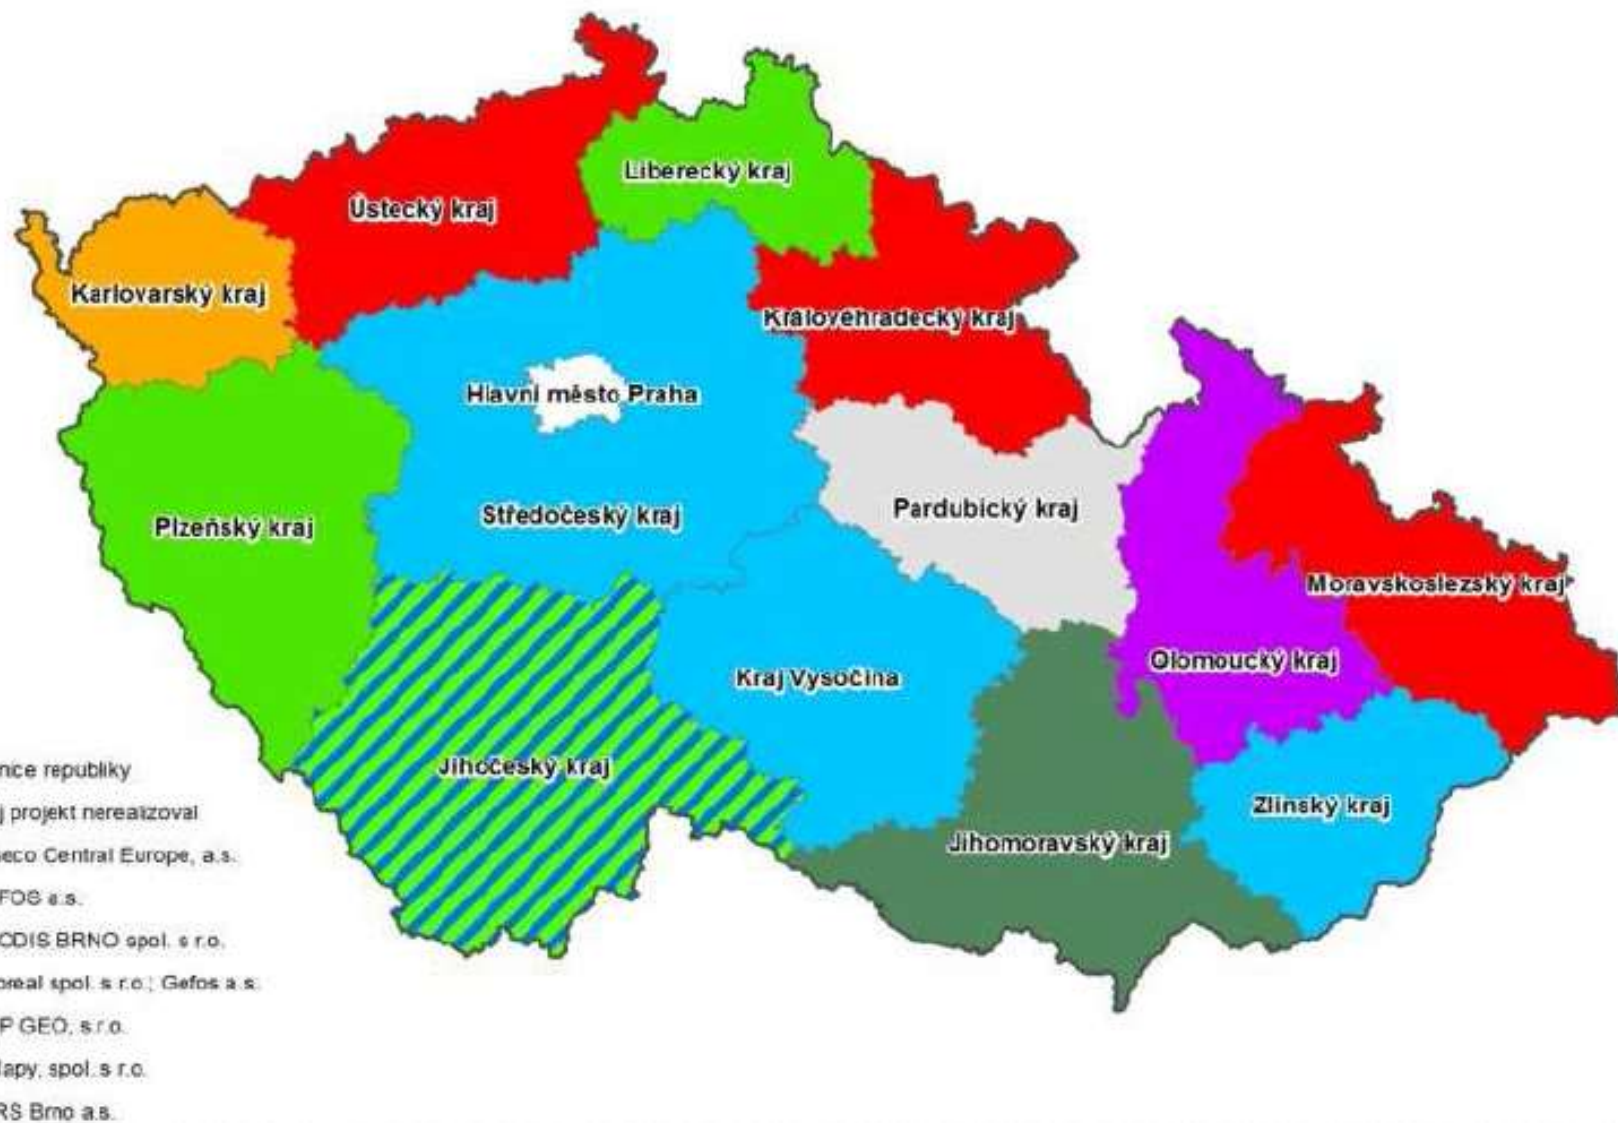 Liberecký kraj
Ústecký kraj
Karlovarský kraj
Královéhradecký kraj
Hlavní město Praha
Pardubický kraj
Středočeský kraj
Plzeňský kraj
Moravskoslezský kraj
Olomoucký kraj
Kraj Vysočina
Jihočeský kraj
Zlínský kraj
Jihomoravský kraj
nice republiky
j projekt nerealizoval
eco Central Europe, a.s.
FOS a.s.
ODIS BRNO spol. s r.o.
oreal spol. s r.o.; Gefos a.s.
P GEO, s.r.o.
lapy, spol. s r.o.
RS Brno a.s.